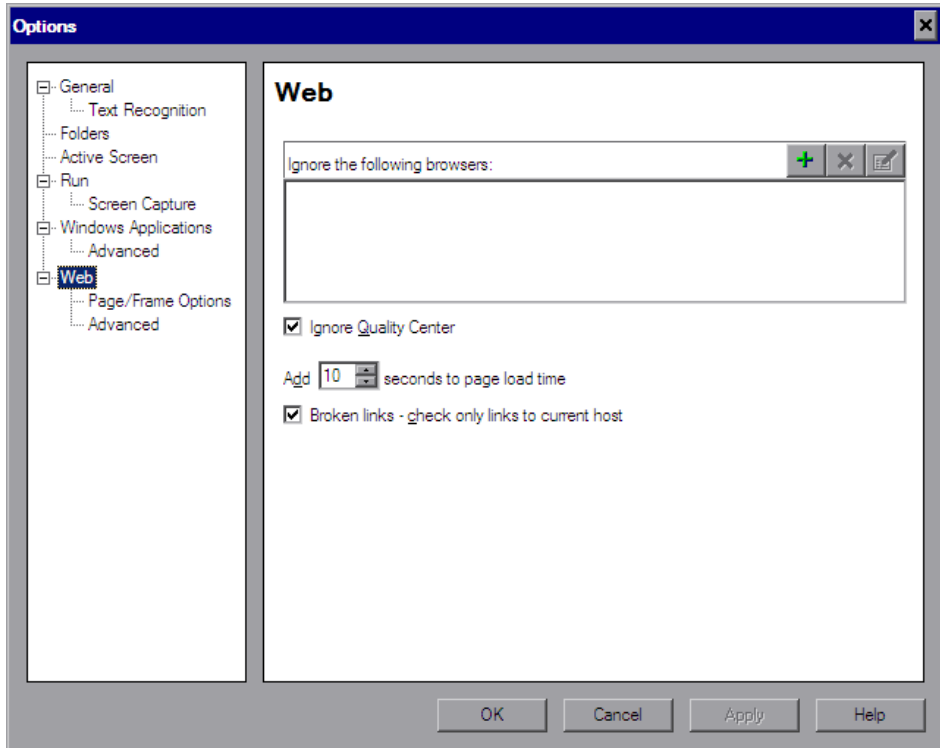 Options
General
Text Recognition
Folders
Active Screen
Run
Screen Capture
Windows Applications
Advanced
Web
Page/Frame Options
Advanced
Web
Ignore the following browsers:
Ignore Quality Center
Add 10 seconds to page load time
Broken links - check only links to current host
OK Cancel Apply Help